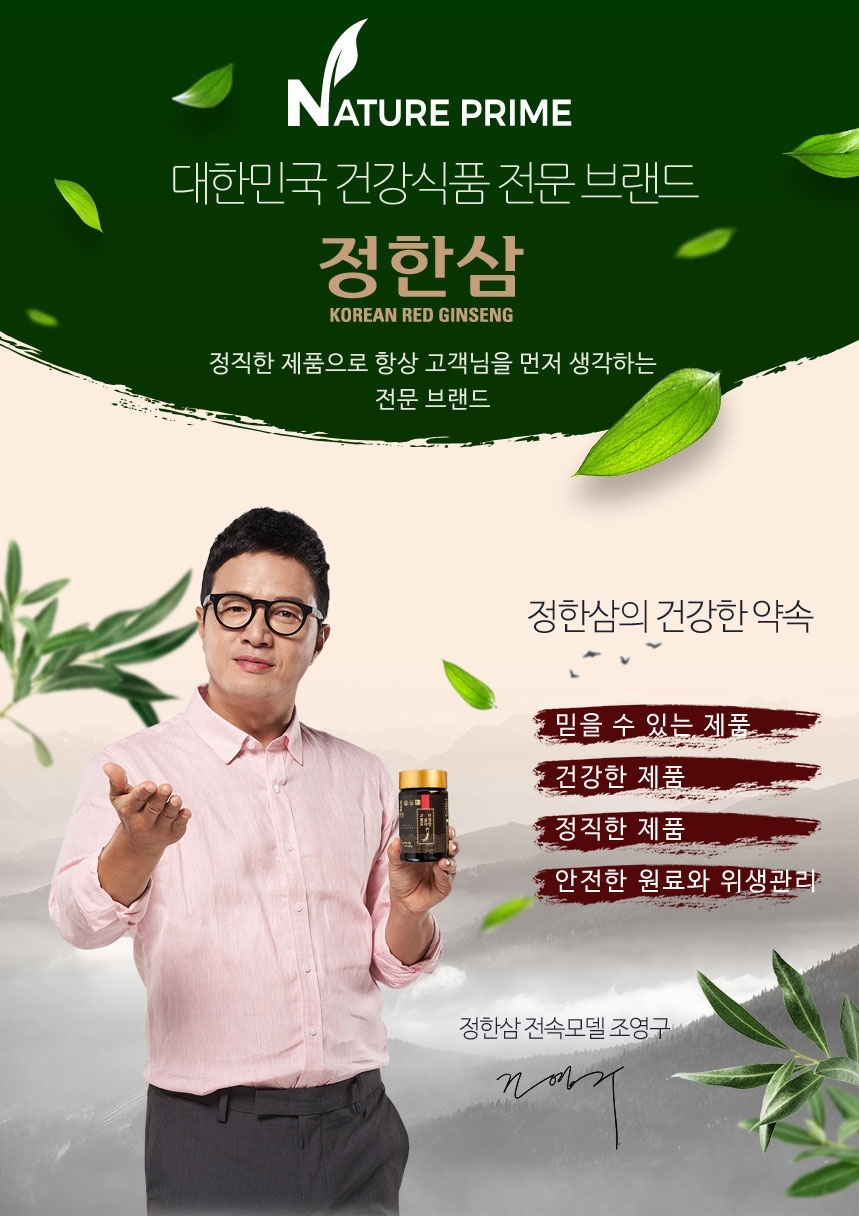 NATURE PRIME
대한민국 건강식품 전문 브랜드
정한삼
KOREAN RED GINSENG
정직한 제품으로 항상 고객님을 먼저 생각하는
전문 브랜드
정한삼의 건강한 약속
믿을 수 있는 제품
건강한 제품
정직한 제품
안전한 원료와 위생관리
정한삼 전속모델 조영구